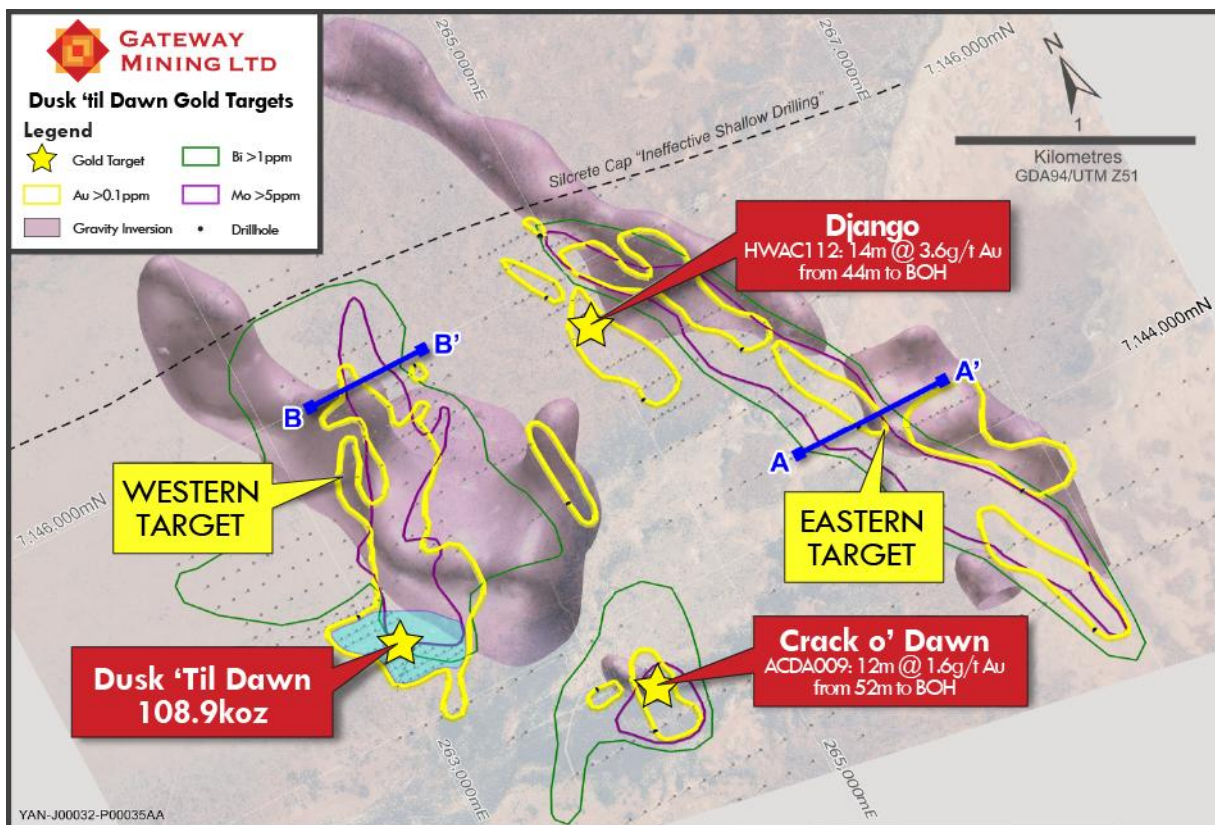 GATEWAY
MINING LTD
Dusk ‘til Dawn Gold Targets
Legend
Gold Target
Bi >1ppm
Au >0.1ppm
Mo >5ppm
Gravity Inversion
Drillhole
265,000mE
267,000mE
7,146,000mN
N
1
Kilometres
GDA94/UTM Z51
Silcrete Cap "Ineffective Shallow Drilling"
Django
HWAC112: 14m @ 3.6g/t Au
from 44m to BOH
7,144,000mN
B'
B
A'
A
WESTERN
TARGET
EASTERN
TARGET
7,146,000mN
Dusk ‘Til Dawn
108.9koz
Crack o’ Dawn
ACDA009: 12m @ 1.6g/t Au
from 52m to BOH
263,000mE
265,000mE
YAN-J00032-P00035AA